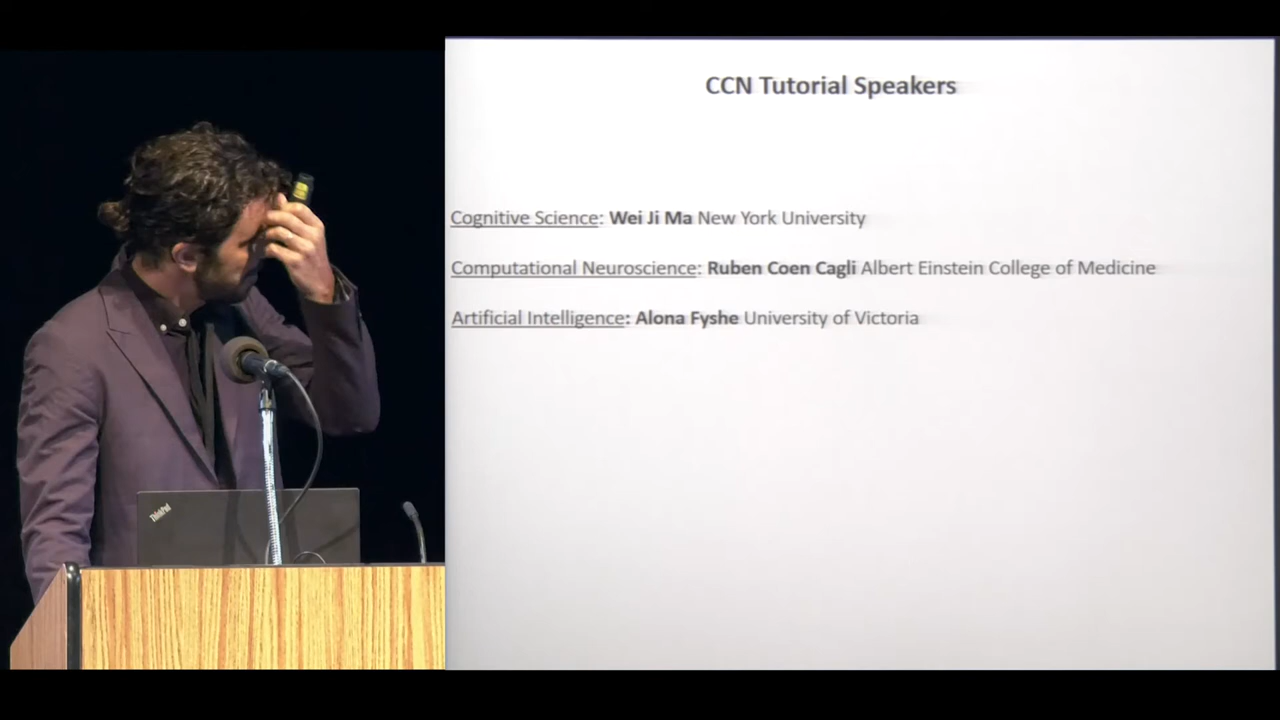 CCN Tutorial Speakers
Cognitive Science: Wei Ji Ma New York University
Computational Neuroscience: Ruben Coen Cagli Albert Einstein College of Medicine
Artificial Intelligence: Alona Fyshe University of Victoria
ThinkPad